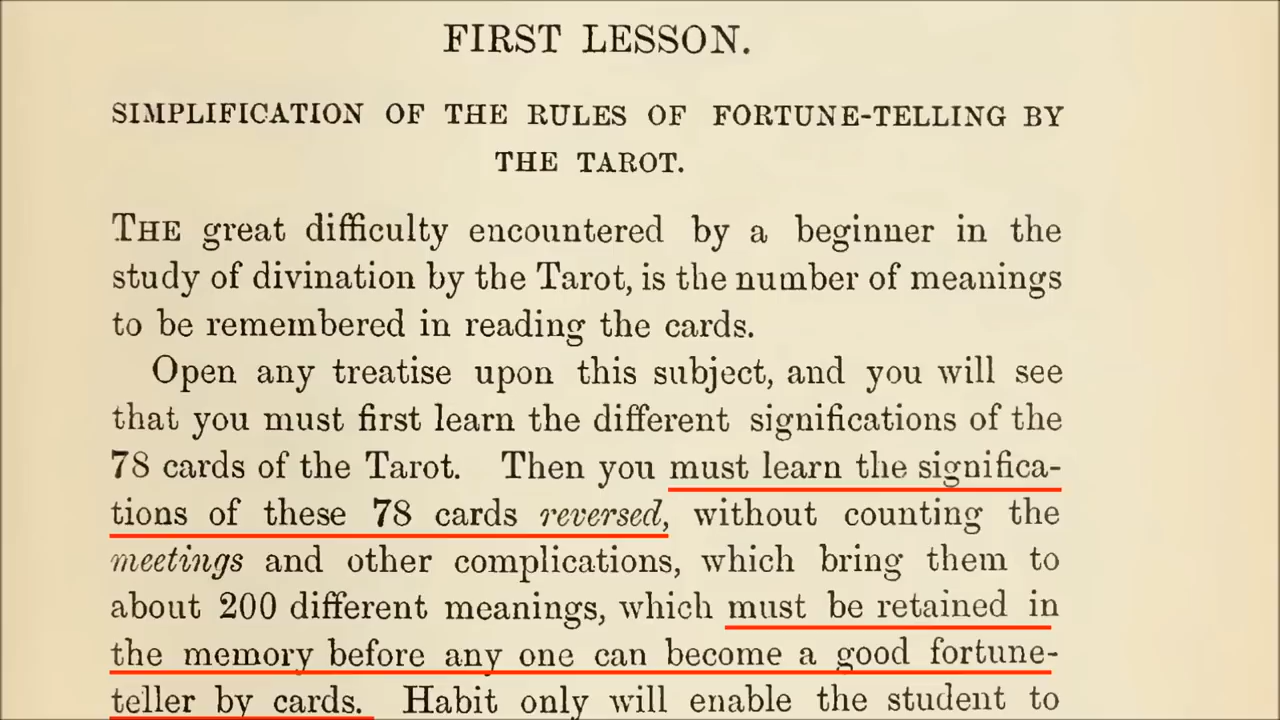 FIRST LESSON.
SIMPLIFICATION OF THE RULES OF FORTUNE-TELLING BY
THE TAROT.
THE great difficulty encountered by a beginner in the
study of divination by the Tarot, is the number of meanings
to be remembered in reading the cards.
Open any treatise upon this subject, and you will see
that you must first learn the different significations of the
78 cards of the Tarot. Then you must learn the significa-
tions of these 78 cards reversed, without counting the
meetings and other complications, which bring them to
about 200 different meanings, which must be retained in
the memory before any one can become a good fortune-
teller by cards. Habit only will enable the student to